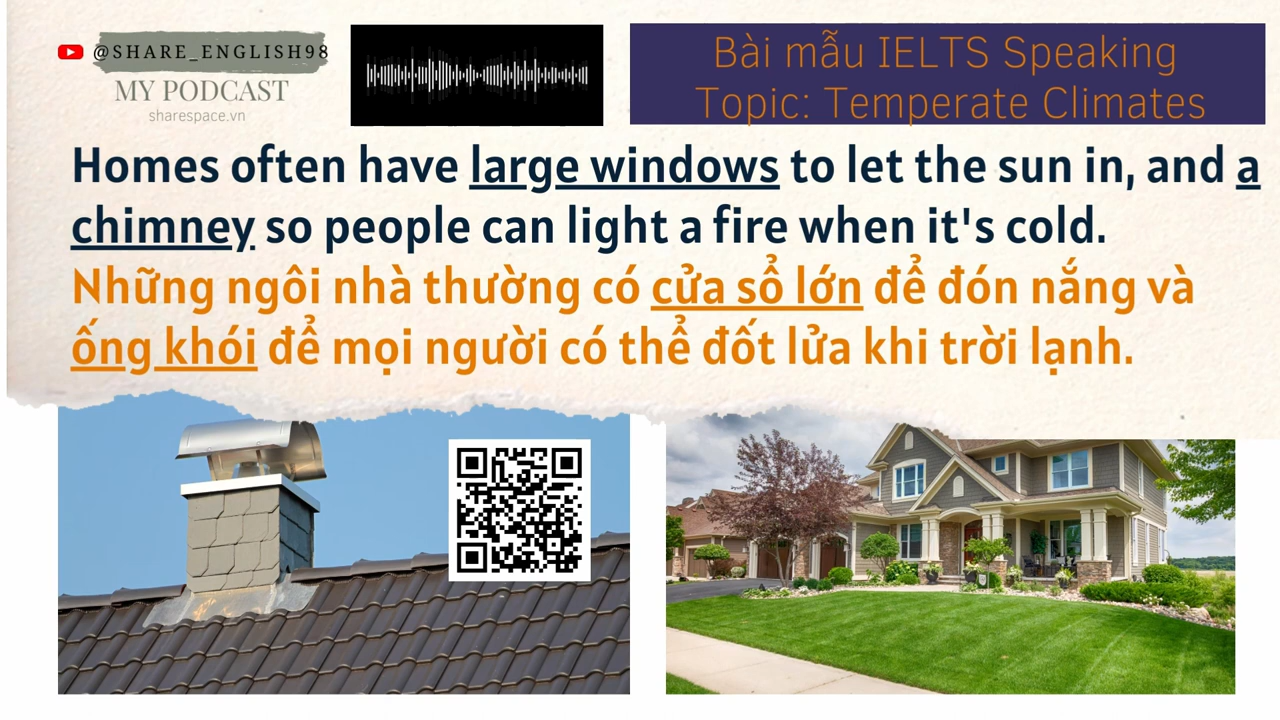 @SHARE_ENGLISH98
MY PODCAST
sharespace.vn
Bài mẫu IELTS Speaking
Topic: Temperate Climates
Homes often have large windows to let the sun in, and a
chimney so people can light a fire when it's cold.
Những ngôi nhà thường có cửa sổ lớn để đón nắng và
ống khói để mọi người có thể đốt lửa khi trời lạnh.